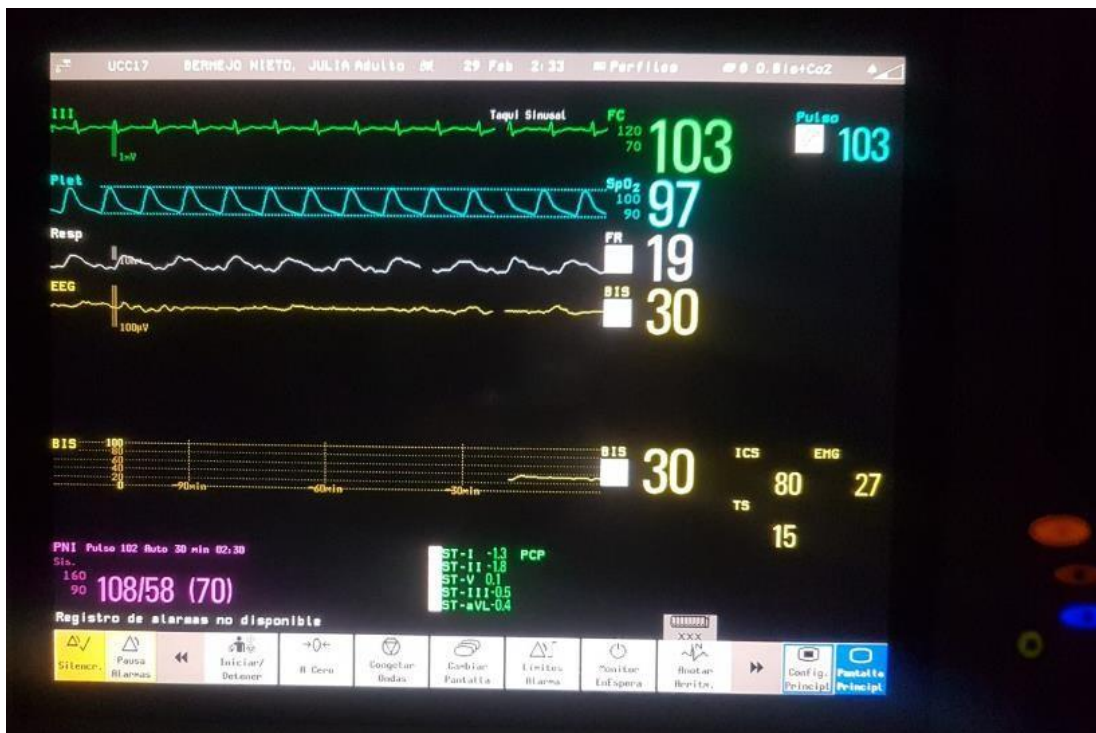 UCC17 BERMEJO NIETO, JULIA Adulto 29 Feb 2:33 Perfiles
III Taqui Sinusal FC 120 70 103 Pulso 103
1mV
Plet SpO2 100 90 97
Resp FR 19
EEG BIS 30
100µV
BIS 100 80 60 40 20 0 BIS 30 ICS 80 EMG 27
-90min -60min -30min
TS 15
PNI Pulso 102 Auto 30 min 02:30
Sis. 160 90 108/58 (70)
ST-I -1.3 PCP
ST-II -1.8
ST-V 0.1
ST-III-0.5
ST-aVL-0.4
Registro de alarmas no disponible
XXX
Silencr.
Pausa Alarmas
Iniciar/ Detener
A Cero
Congelar Ondas
Cambiar Pantalla
Límites Alarma
Monitor EnEspera
Anotar Arritm.
Config. Principl
Pantalla Principl